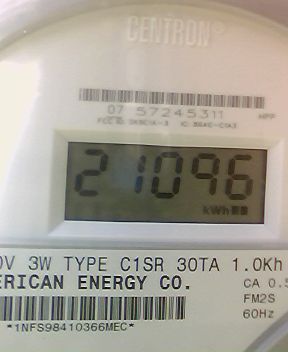 CENTRON®
07 57245311
21096
kWh
0V 3W TYPE C1SR 30TA 1.0Kh
ERICAN ENERGY CO.
CA 0.5
FM2S
60Hz
*1NFS98410366MEC*